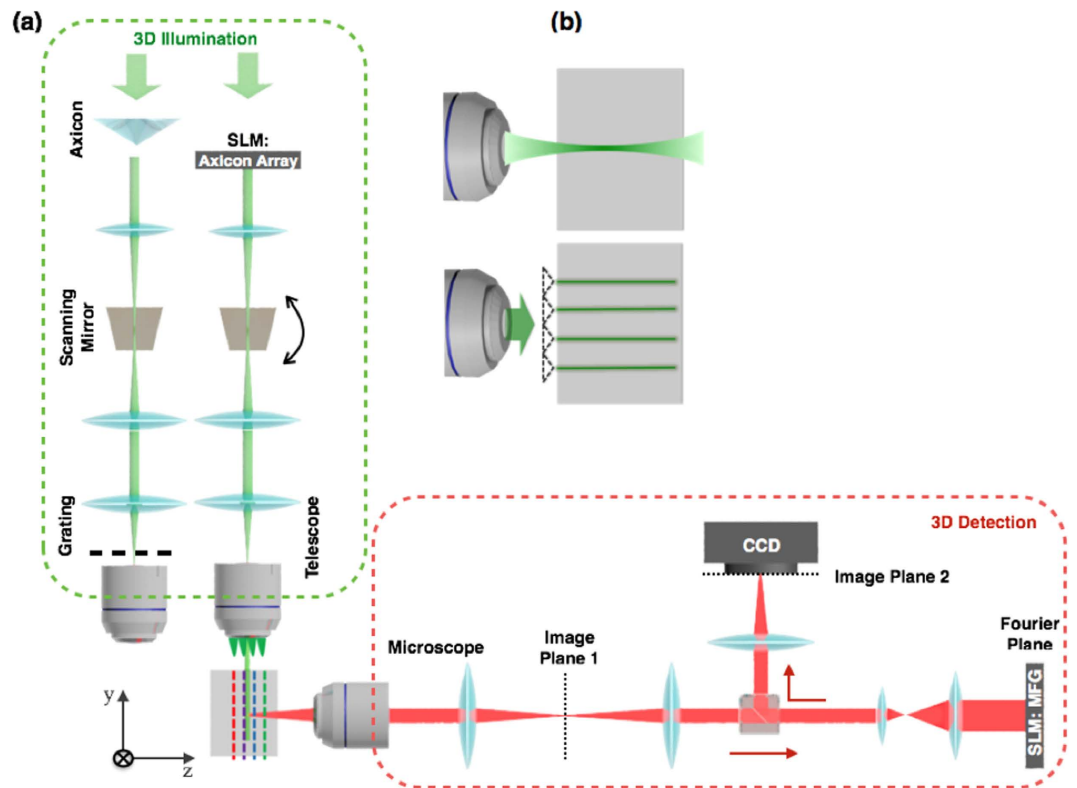 (a)
3D Illumination
Axicon
SLM:
Axicon Array
Scanning
Mirror
Grating
Telescope
y
z
(b)
3D Detection
CCD
Image Plane 2
Fourier
Plane
Microscope
Image
Plane 1
SLM: MFG